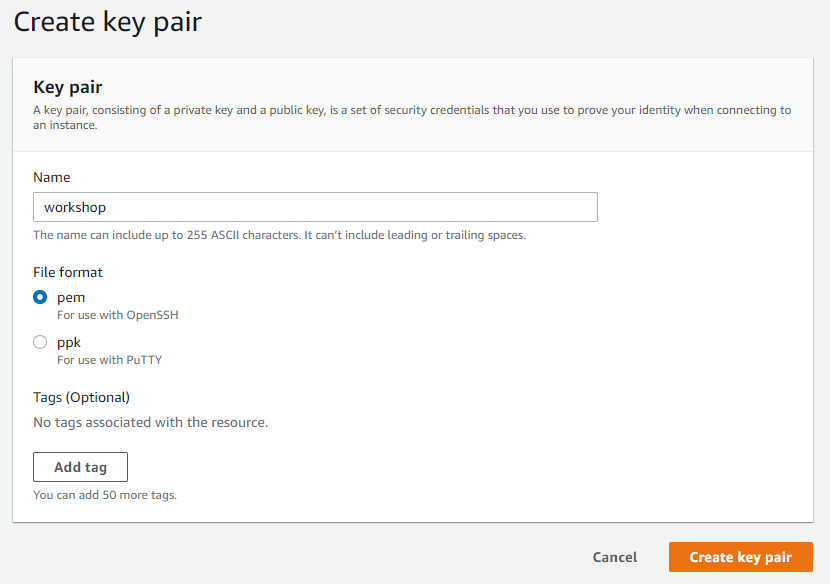 Create key pair
Key pair
A key pair, consisting of a private key and a public key, is a set of security credentials that you use to prove your identity when connecting to
an instance.
Name
workshop
The name can include up to 255 ASCII characters. It can't include leading or trailing spaces.
File format
pem
For use with OpenSSH
ppk
For use with PuTTY
Tags (Optional)
No tags associated with the resource.
Add tag
You can add 50 more tags.
Cancel
Create key pair